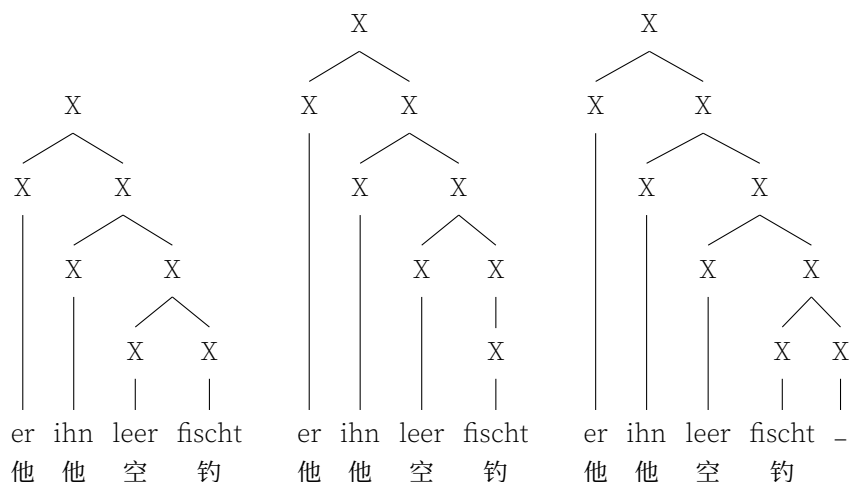 X X
X X X X X
X X X X X X
X X X X X X
X X X X X
er ihn leer fischt er ihn leer fischt er ihn leer fischt _
他 他 空 钓 他 他 空 钓 他 他 空 钓